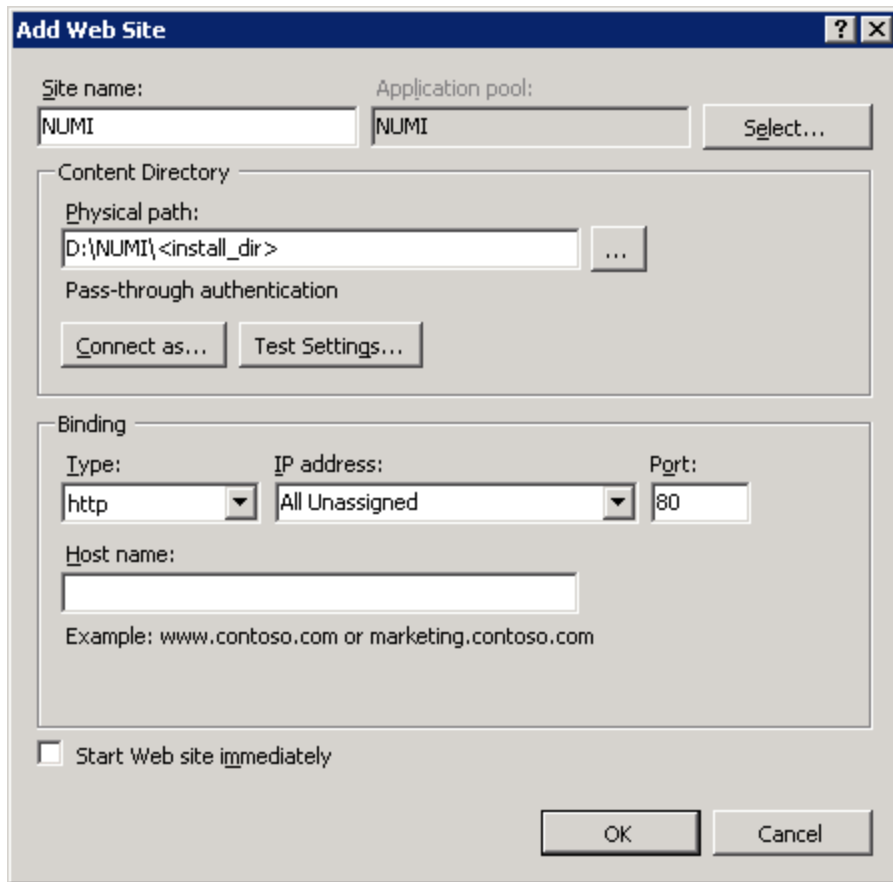 Add Web Site
Site name:
Application pool:
NUMI
NUMI
Select...
Content Directory
Physical path:
D:\NUMI\<install_dir>
...
Pass-through authentication
Connect as...
Test Settings...
Binding
Type:
IP address:
Port:
http
All Unassigned
80
Host name:
Example: www.contoso.com or marketing.contoso.com
Start Web site immediately
OK
Cancel